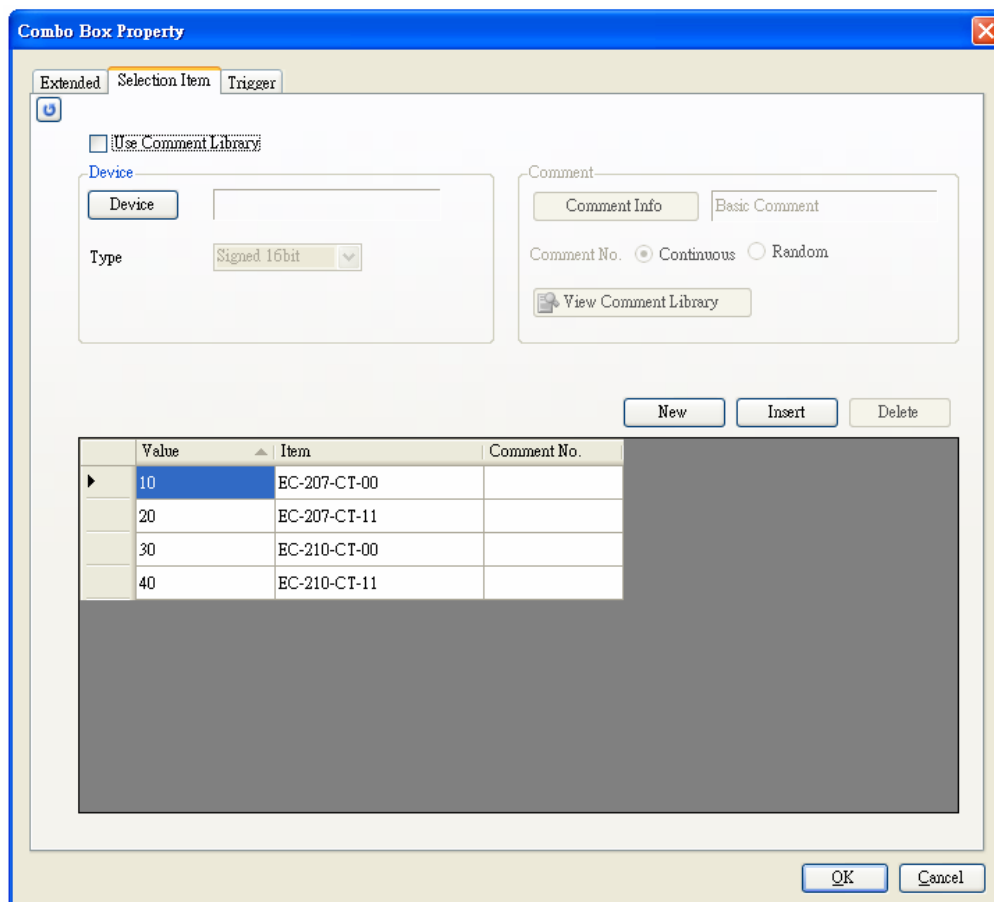 Combo Box Property
Extended Selection Item Trigger
Use Comment Library
Device
Device
Type Signed 16bit
Comment
Comment Info Basic Comment
Comment No. Continuous Random
View Comment Library
New Insert Delete
Value Item Comment No.
10 EC-207-CT-00
20 EC-207-CT-11
30 EC-210-CT-00
40 EC-210-CT-11
OK Cancel